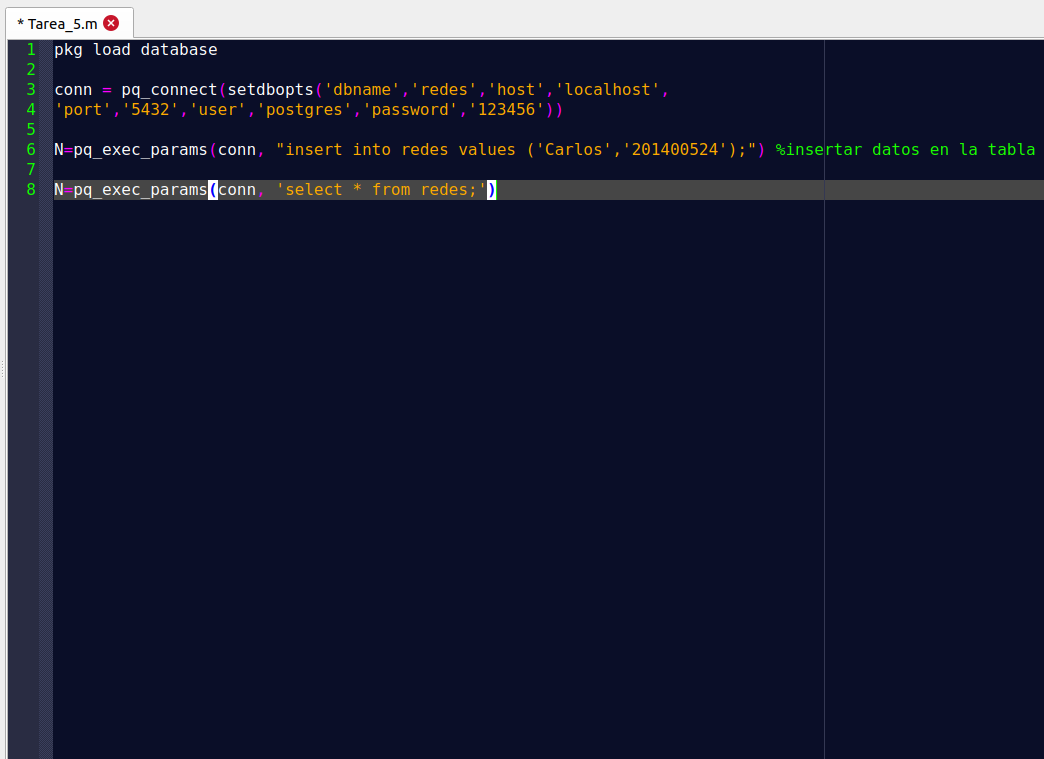 * Tarea_5.m
1 pkg load database
2
3 conn = pq_connect(setdbopts('dbname','redes','host','localhost',
4 'port','5432','user','postgres','password','123456'))
5
6 N=pq_exec_params(conn, "insert into redes values ('Carlos','201400524');") %insertar datos en la tabla
7
8 N=pq_exec_params(conn, 'select * from redes;')